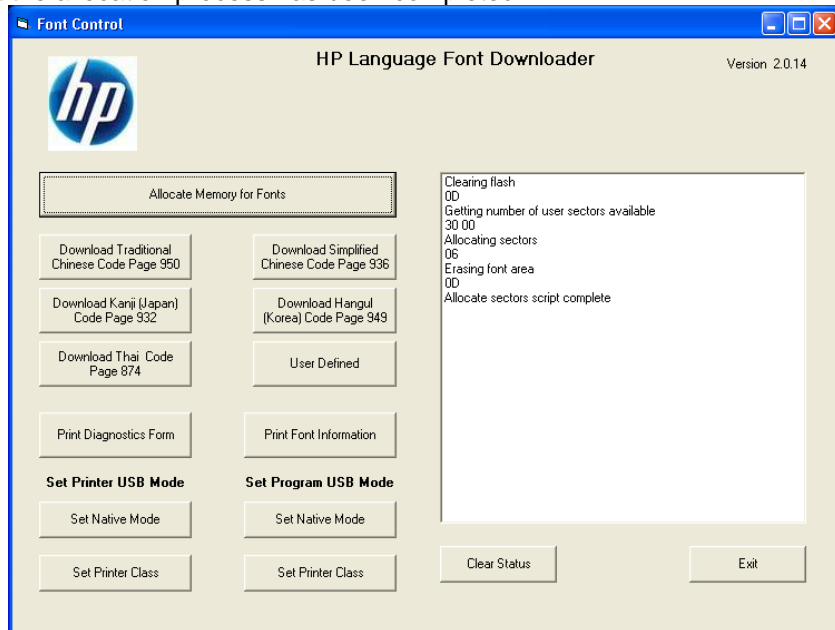 Font Control
HP Language Font Downloader
Version 2.0.14
hp
Allocate Memory for Fonts
Download Traditional
Chinese Code Page 950
Download Simplified
Chinese Code Page 936
Download Kanji (Japan)
Code Page 932
Download Hangul
(Korea) Code Page 949
Download Thai Code
Page 874
User Defined
Print Diagnostics Form
Print Font Information
Set Printer USB Mode
Set Program USB Mode
Set Native Mode
Set Native Mode
Set Printer Class
Set Printer Class
Clearing flash
0D
Getting number of user sectors available
30 00
Allocating sectors
06
Erasing font area
0D
Allocate sectors script complete
Clear Status
Exit